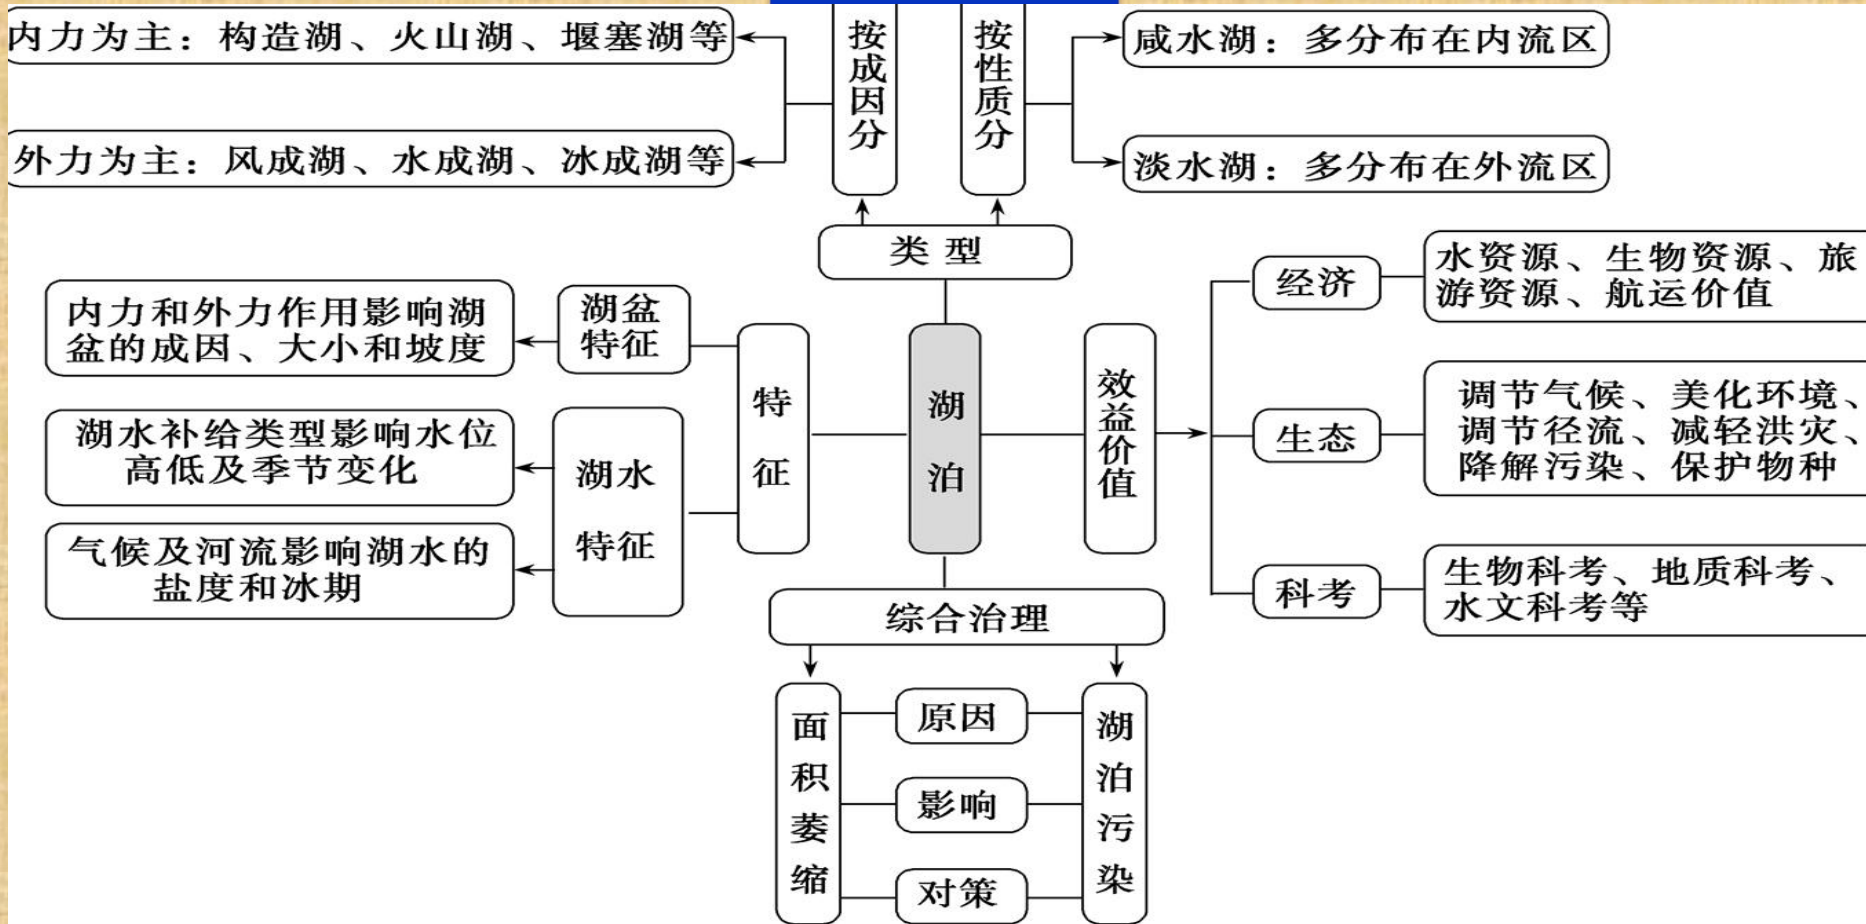 内力为主：构造湖、火山湖、堰塞湖等
外力为主：风成湖、水成湖、冰成湖等
按成因分
按性质分
咸水湖：多分布在内流区
淡水湖：多分布在外流区
类型
内力和外力作用影响湖
盆的成因、大小和坡度
湖盆
特征
湖水补给类型影响水位
高低及季节变化
气候及河流影响湖水的
盐度和冰期
湖水
特征
特征
湖泊
效益价值
经济
水资源、生物资源、旅
游资源、航运价值
生态
调节气候、美化环境、
调节径流、减轻洪灾、
降解污染、保护物种
科考
生物科考、地质科考、
水文科考等
综合治理
面积萎缩
原因
影响
对策
湖泊污染